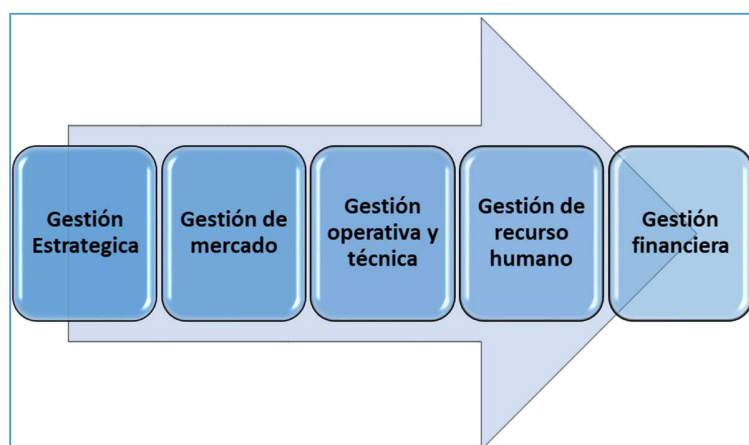 Gestión
Estrategica
Gestión de
mercado
Gestión
operativa y
técnica
Gestión de
recurso
humano
Gestión
financiera